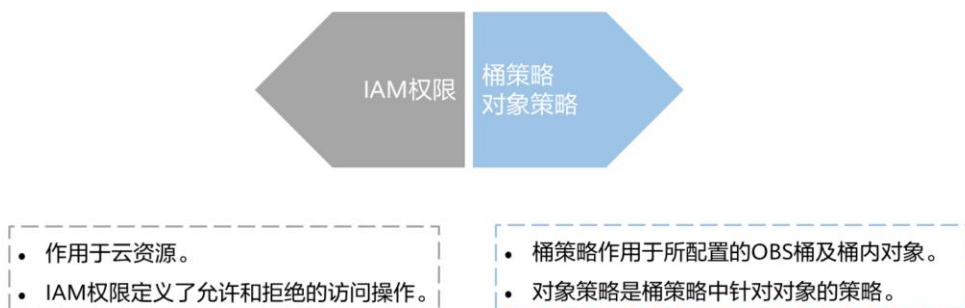 IAM权限
桶策略
对象策略
• 作用于云资源。
• IAM权限定义了允许和拒绝的访问操作。
• 桶策略作用于所配置的OBS桶及桶内对象。
• 对象策略是桶策略中针对对象的策略。